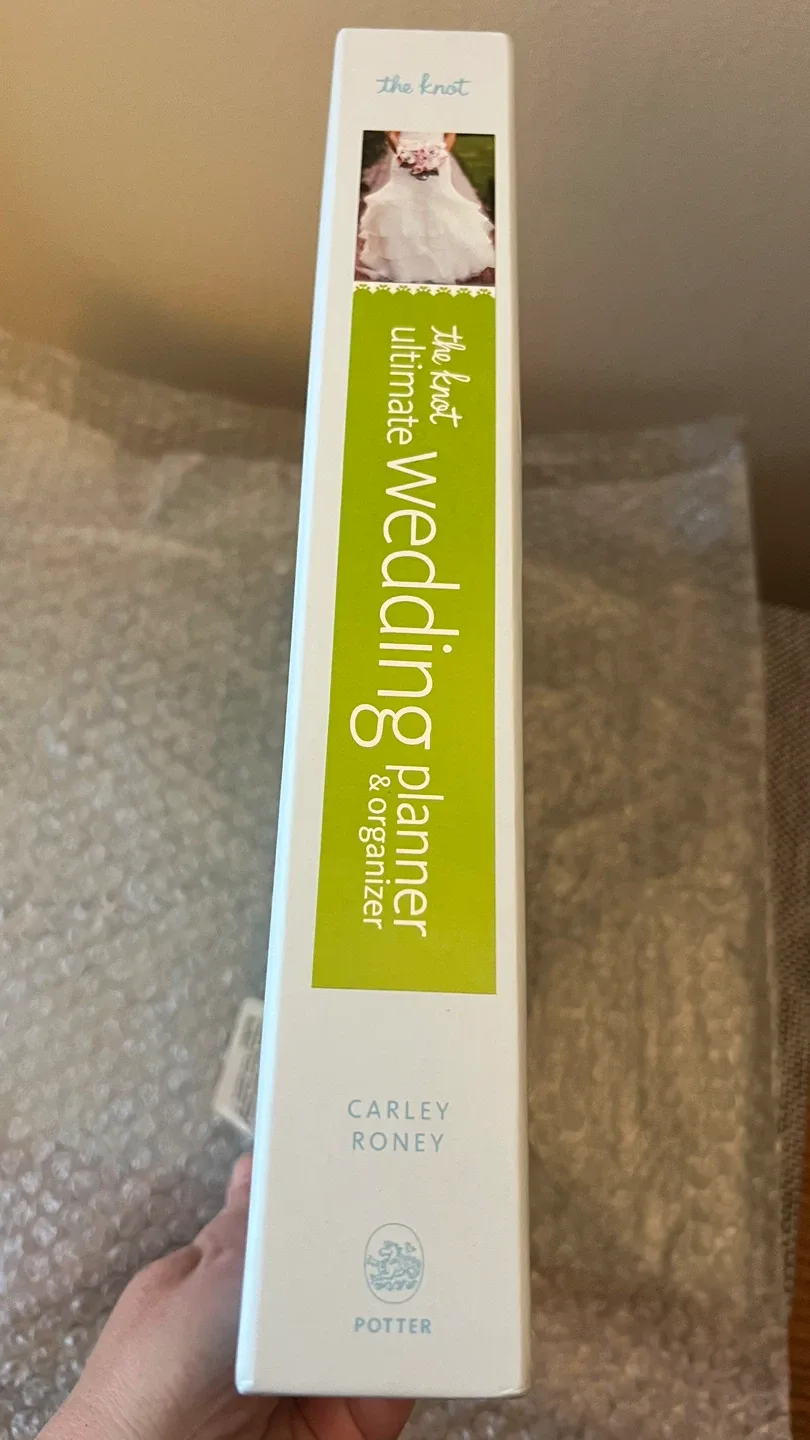 the knot
the knot
ultimate wedding planner
& organizer
CARLEY
RONEY
POTTER